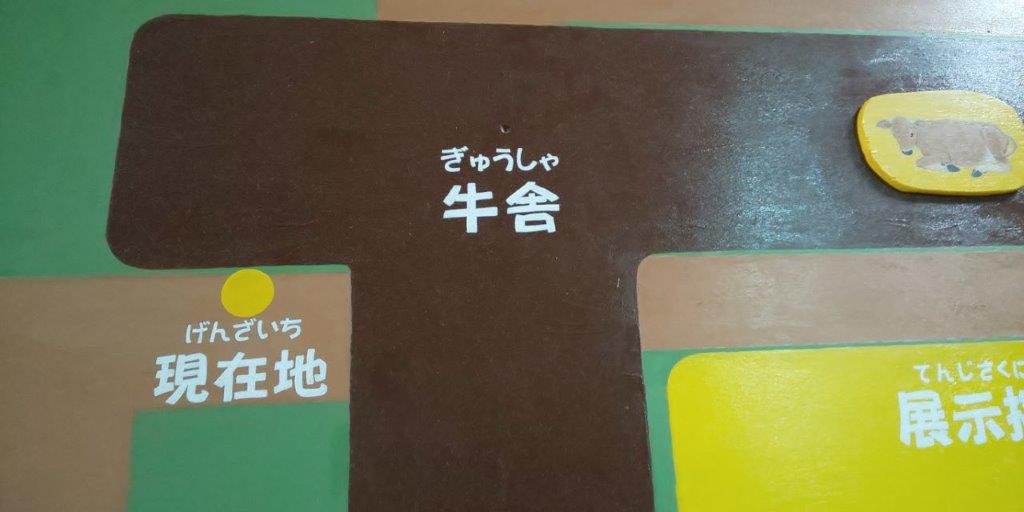 ぎゅうしゃ
牛舎
げんざいち
現在地
てんじさく
展示